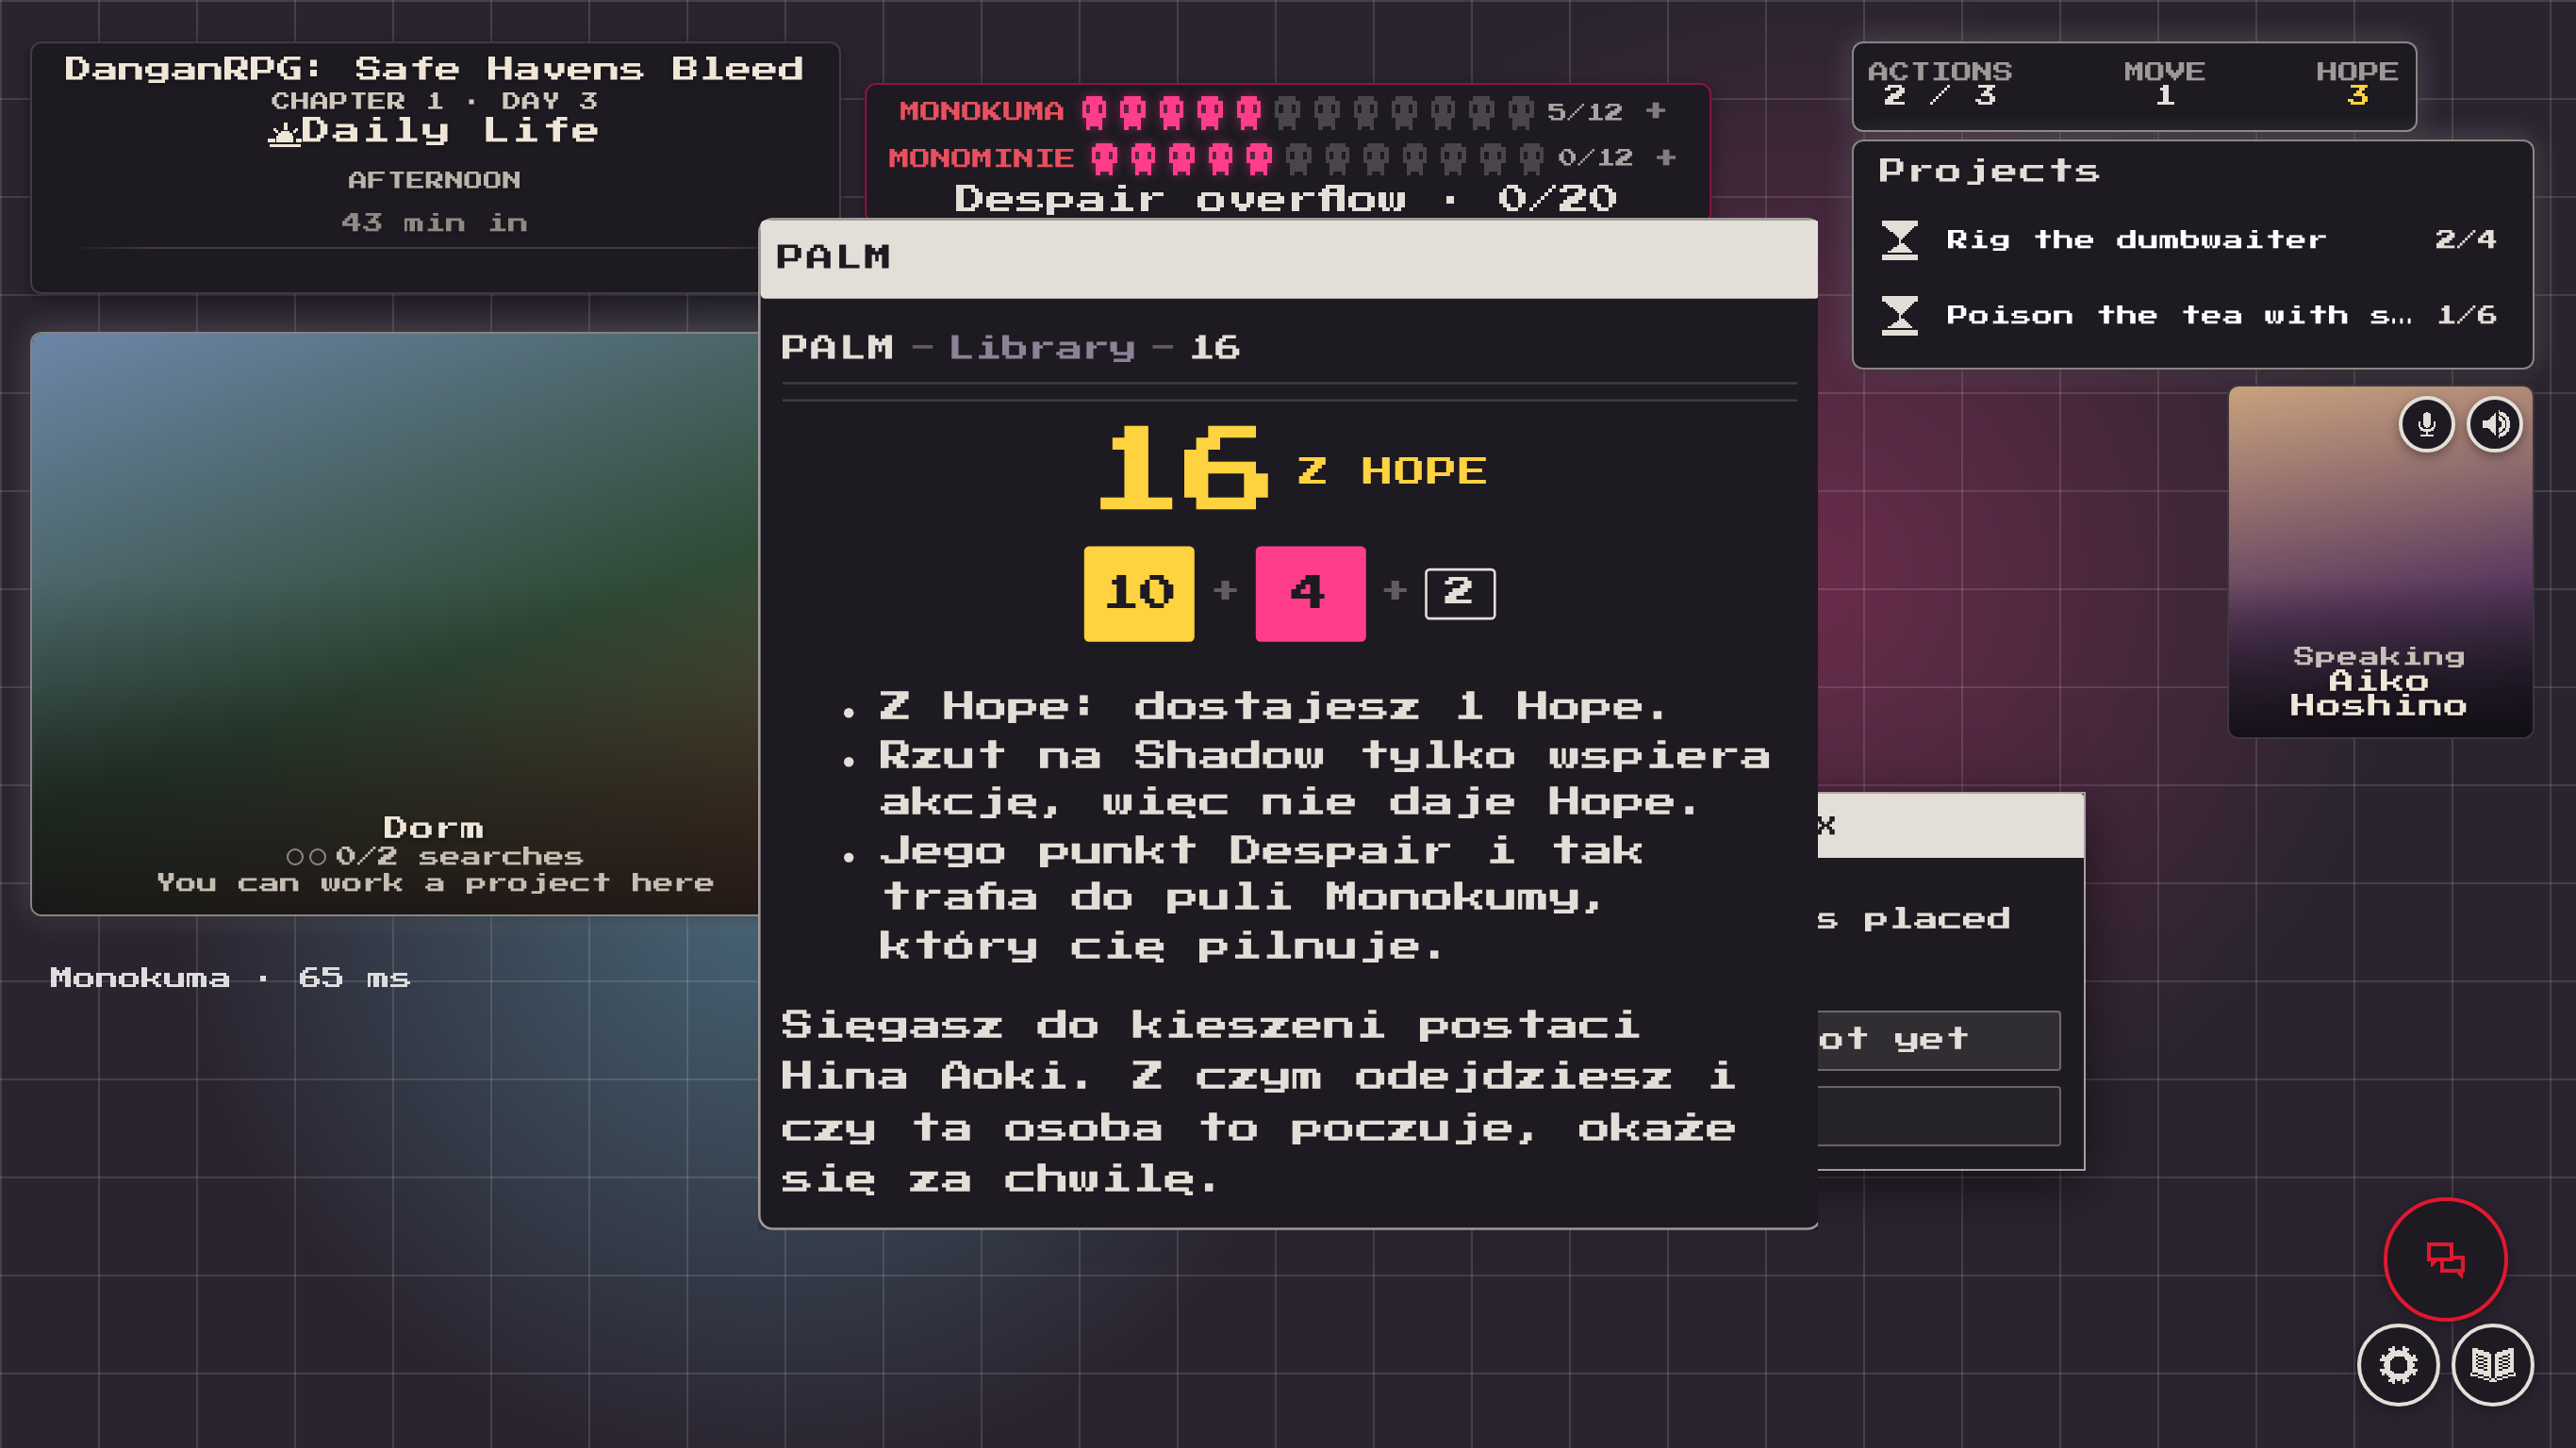 DanganRPG: Safe Havens Bleed
CHAPTER 1 · DAY 3
Daily Life
AFTERNOON
43 min in
MONOKUMA 5/12 +
MONOMINIE 0/12 +
Despair overflow · 0/20
ACTIONS MOVE HOPE
2 / 3 1 3
Projects
Rig the dumbwaiter 2/4
Poison the tea with s… 1/6
Speaking
Aiko
Hoshino
Dorm
0/2 searches
You can work a project here
Monokuma · 65 ms
PALM
PALM — Library — 16
16 Z HOPE
10 + 4 + 2
• Z Hope: dostajesz 1 Hope.
• Rzut na Shadow tylko wspiera
akcję, więc nie daje Hope.
• Jego punkt Despair i tak
trafia do puli Monokumy,
który cię pilnuje.
Sięgasz do kieszeni postaci
Hina Aoki. Z czym odejdziesz i
czy ta osoba to poczuje, okaże
się za chwilę.
x
s placed
ot yet